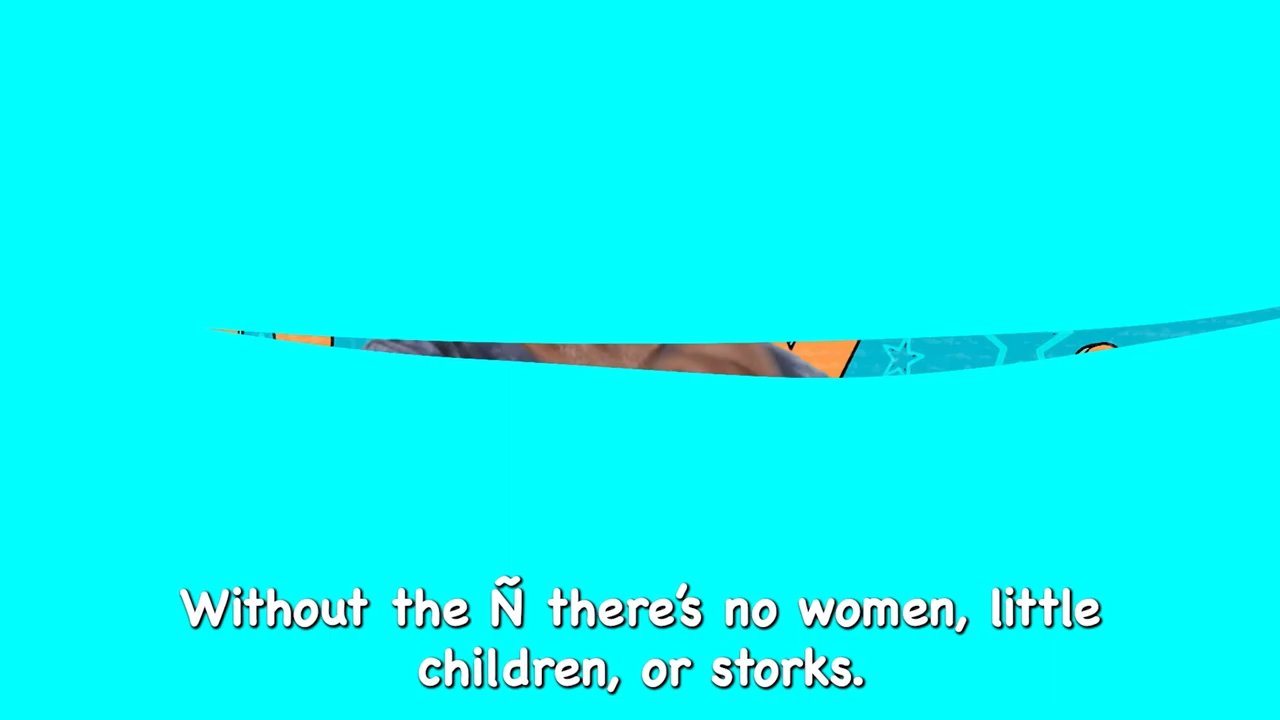 Without the Ñ there's no women, little
children, or storks.